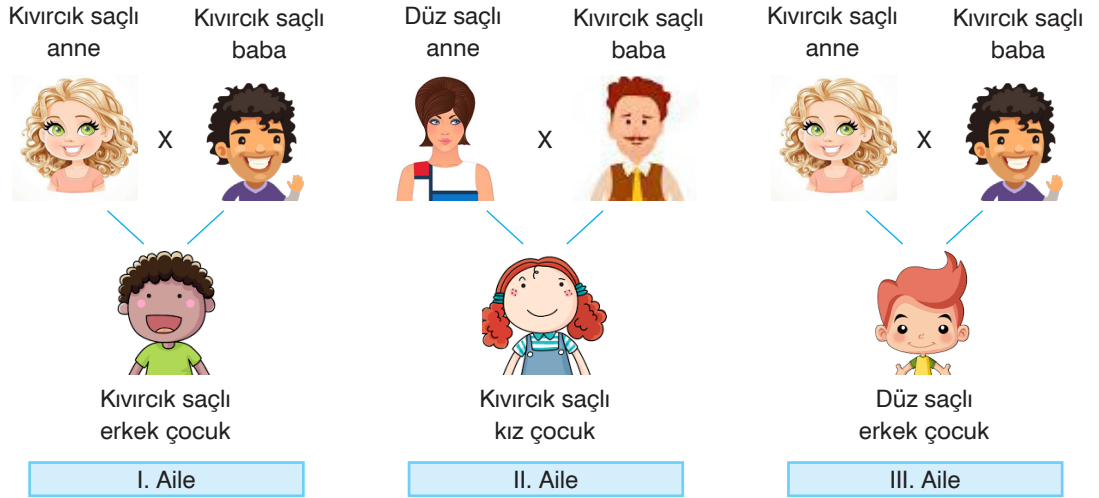 Kıvırcık saçlı
anne
Kıvırcık saçlı
baba
X
Kıvırcık saçlı
erkek çocuk
I. Aile
Düz saçlı
anne
Kıvırcık saçlı
baba
X
Kıvırcık saçlı
kız çocuk
II. Aile
Kıvırcık saçlı
anne
Kıvırcık saçlı
baba
X
Düz saçlı
erkek çocuk
III. Aile